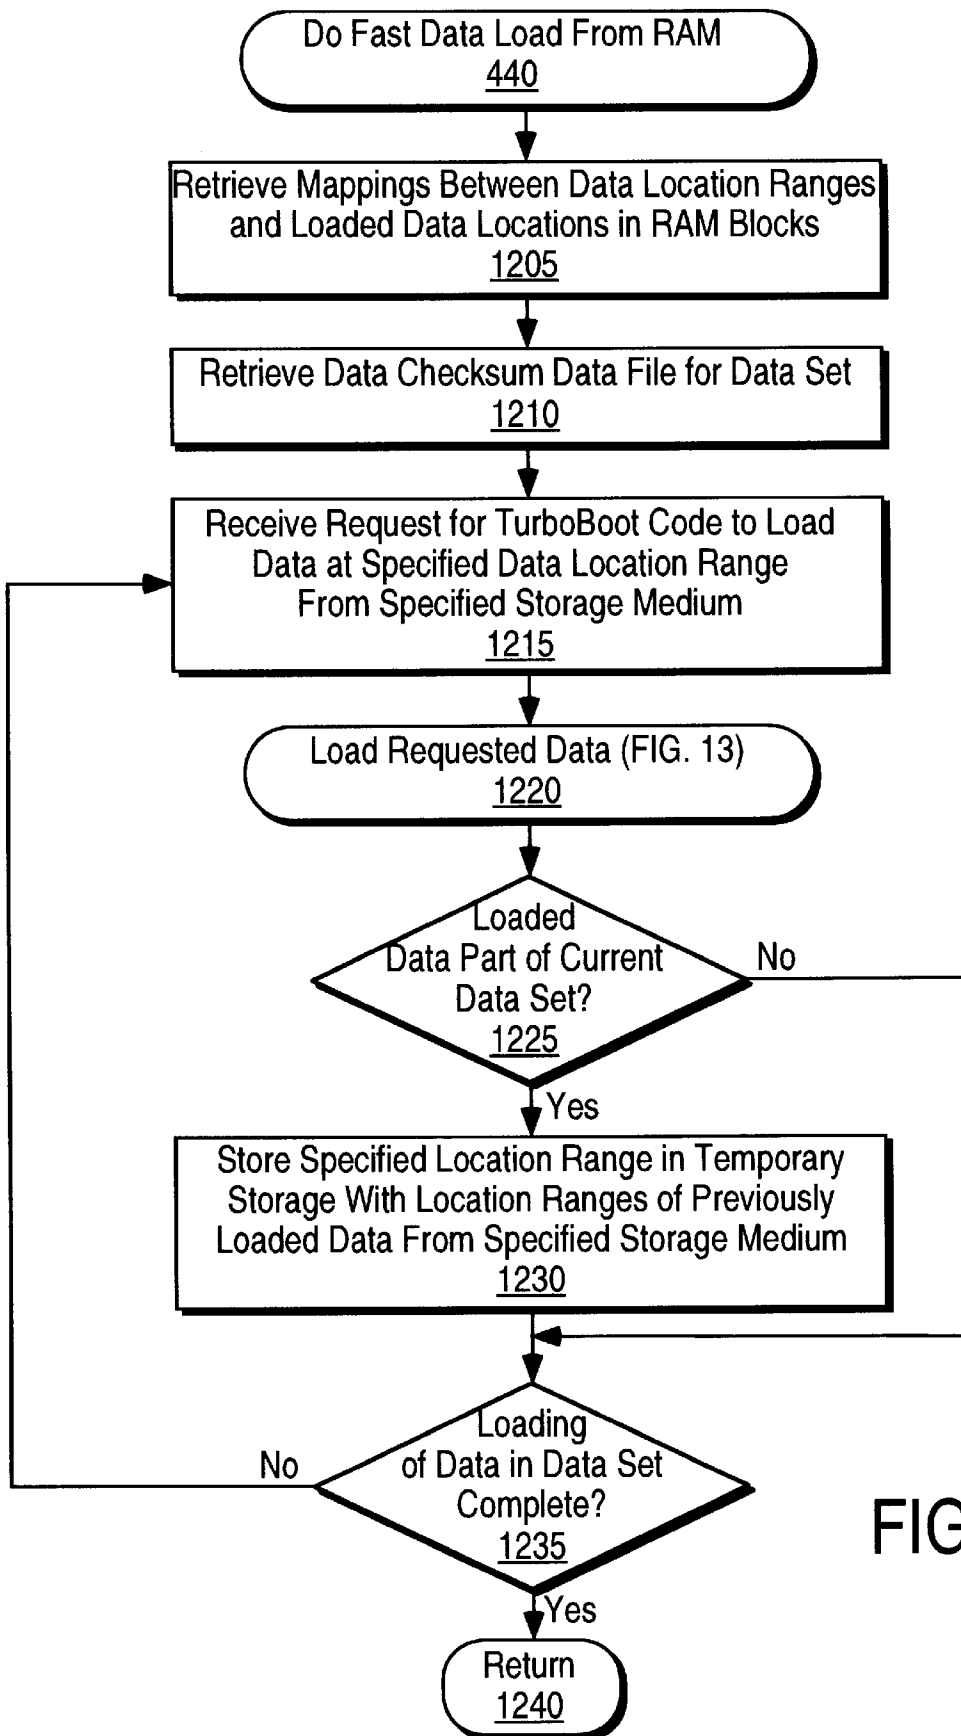 Do Fast Data Load From RAM
440
Retrieve Mappings Between Data Location Ranges
and Loaded Data Locations in RAM Blocks
1205
Retrieve Data Checksum Data File for Data Set
1210
Receive Request for TurboBoot Code to Load
Data at Specified Data Location Range
From Specified Storage Medium
1215
Load Requested Data (FIG. 13)
1220
Loaded
Data Part of Current
Data Set?
1225
No
Yes
Store Specified Location Range in Temporary
Storage With Location Ranges of Previously
Loaded Data From Specified Storage Medium
1230
Loading
of Data in Data Set
Complete?
1235
No
FIG
Yes
Return
1240